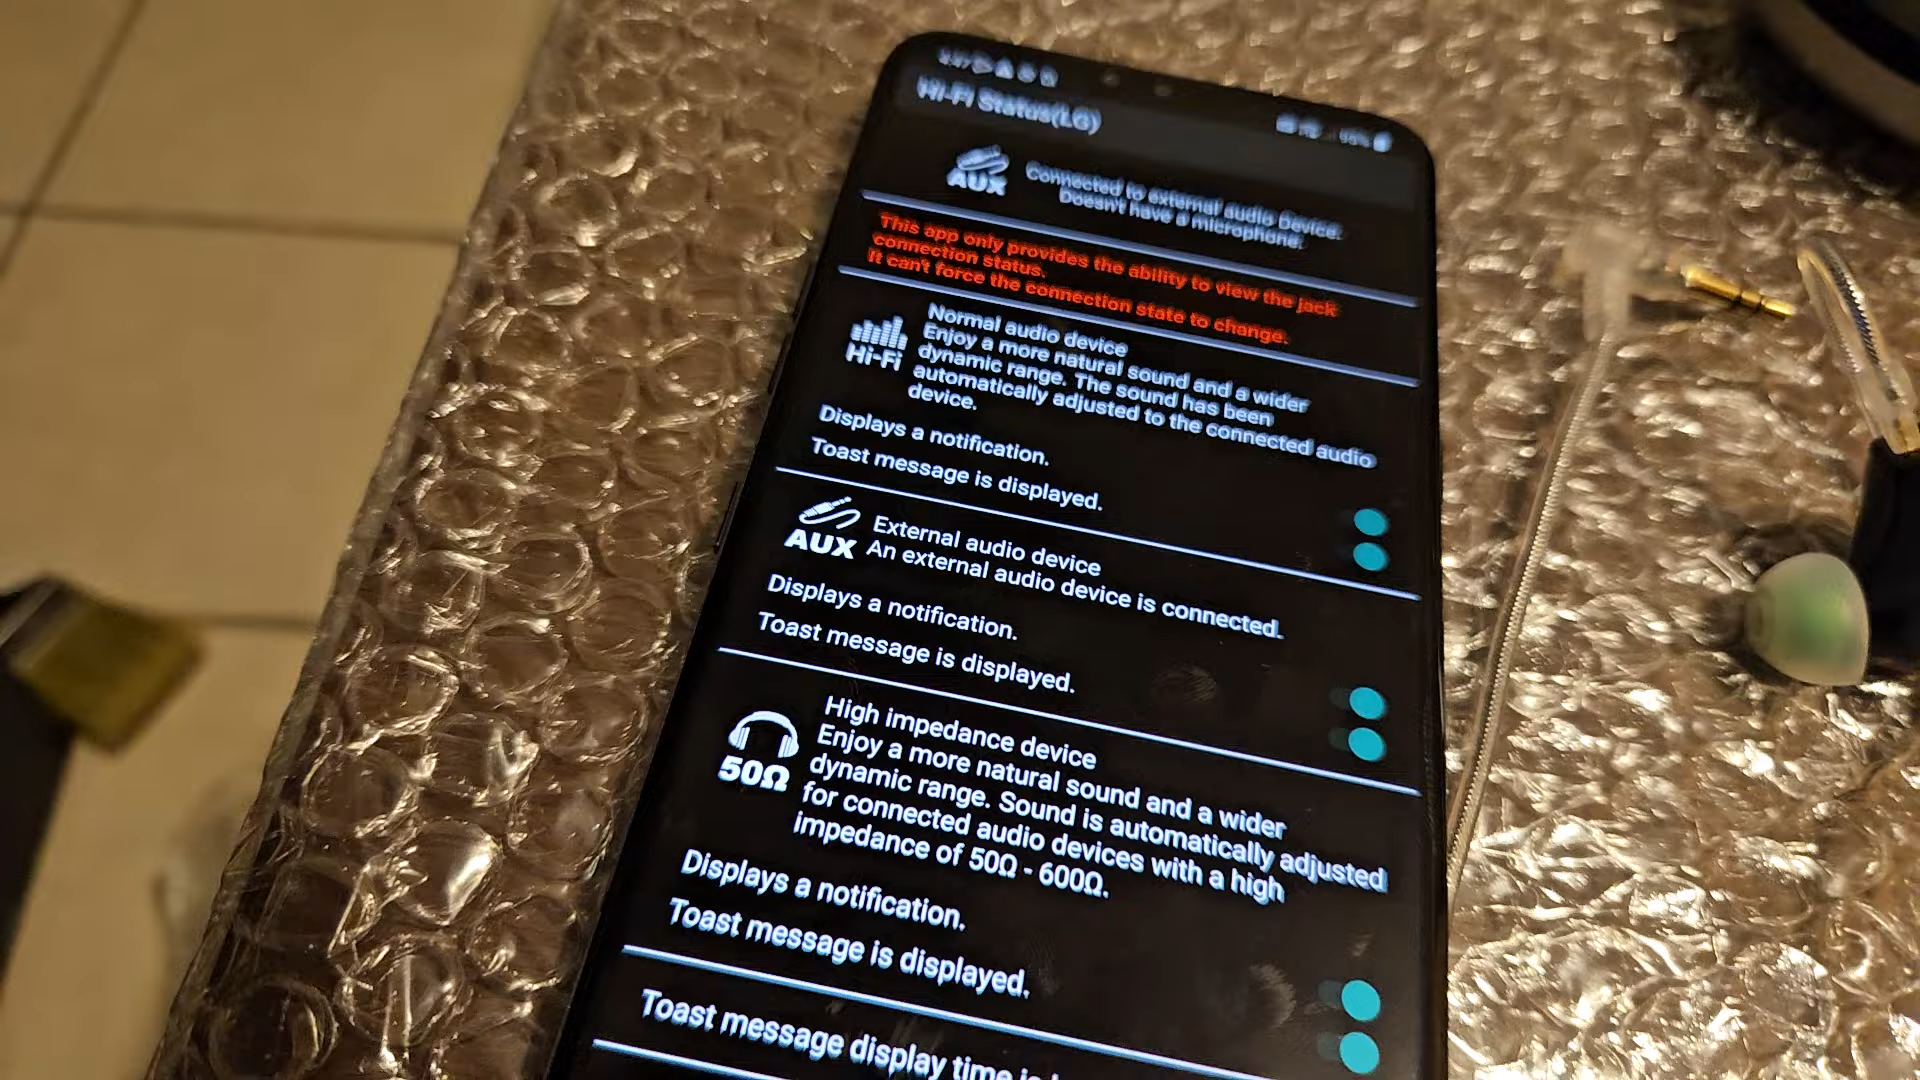 Hi-Fi Status(LG)
AUX
Connected to external audio Device.
Doesn't have a microphone.
This app only provides the ability to view the jack
connection status.
It can't force the connection state to change.
Hi-Fi
Normal audio device
Enjoy a more natural sound and a wider
dynamic range. The sound has been
automatically adjusted to the connected audio
device.
Displays a notification.
Toast message is displayed.
AUX
External audio device
An external audio device is connected.
Displays a notification.
Toast message is displayed.
50Ω
High impedance device
Enjoy a more natural sound and a wider
dynamic range. Sound is automatically adjusted
for connected audio devices with a high
impedance of 50Ω - 600Ω.
Displays a notification.
Toast message is displayed.
Toast message display time